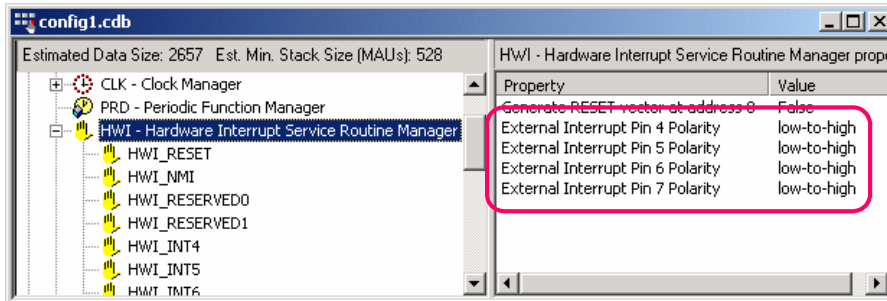 config1.cdb
Estimated Data Size: 2657 Est. Min. Stack Size (MAUs): 528
CLK - Clock Manager
PRD - Periodic Function Manager
HWI - Hardware Interrupt Service Routine Manager
HWI_RESET
HWI_NMI
HWI_RESERVED0
HWI_RESERVED1
HWI_INT4
HWI_INT5
HWI_INT6
HWI - Hardware Interrupt Service Routine Manager prop
Property Value
Generate RESET vector at address 0 False
External Interrupt Pin 4 Polarity low-to-high
External Interrupt Pin 5 Polarity low-to-high
External Interrupt Pin 6 Polarity low-to-high
External Interrupt Pin 7 Polarity low-to-high